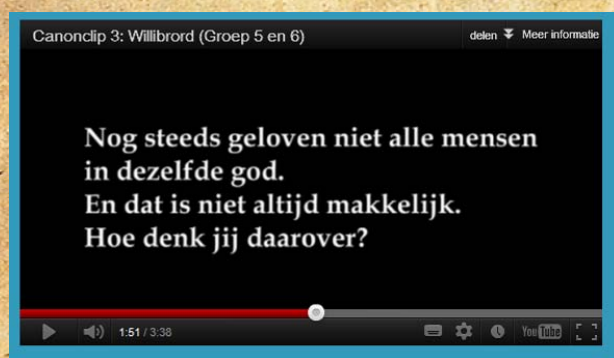 Canonclip 3: Willibrord (Groep 5 en 6)
delen Meer informatie
Nog steeds geloven niet alle mensen
in dezelfde god.
En dat is niet altijd makkelijk.
Hoe denk jij daarover?
1:51 / 3:38
YouTube